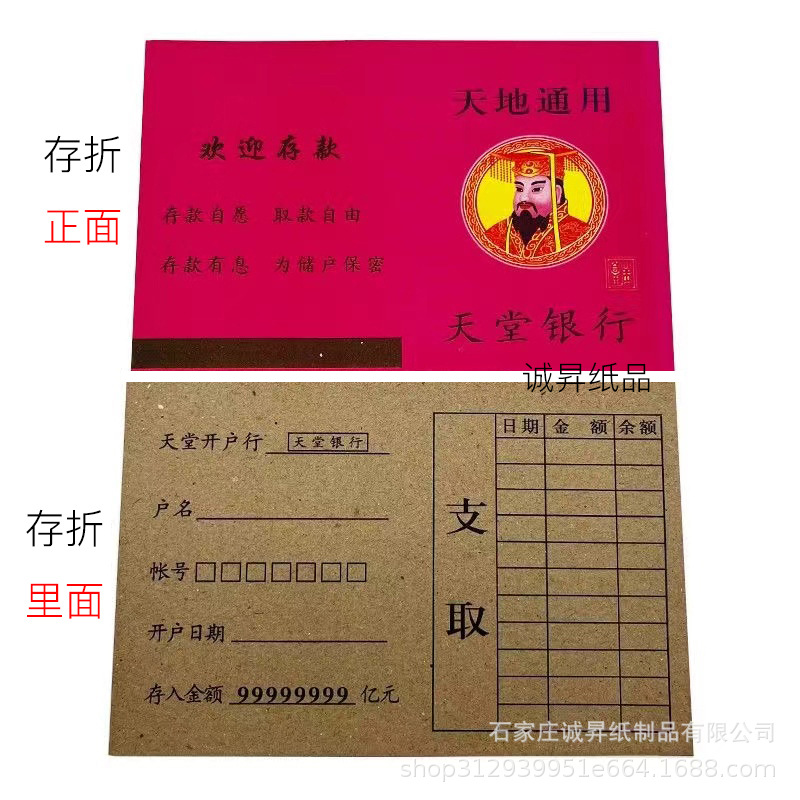 存折
正面
欢迎存款
存款自愿 取款自由
存款有息 为储户保密
天地通用
天堂银行
诚昇纸品
存折
里面
天堂开户行 天堂银行
户名
帐号
开户日期
存入金额 99999999 亿元
支取
日期 金额 余额
石家庄诚昇纸制品有限公司
shop312939951e664.1688.com